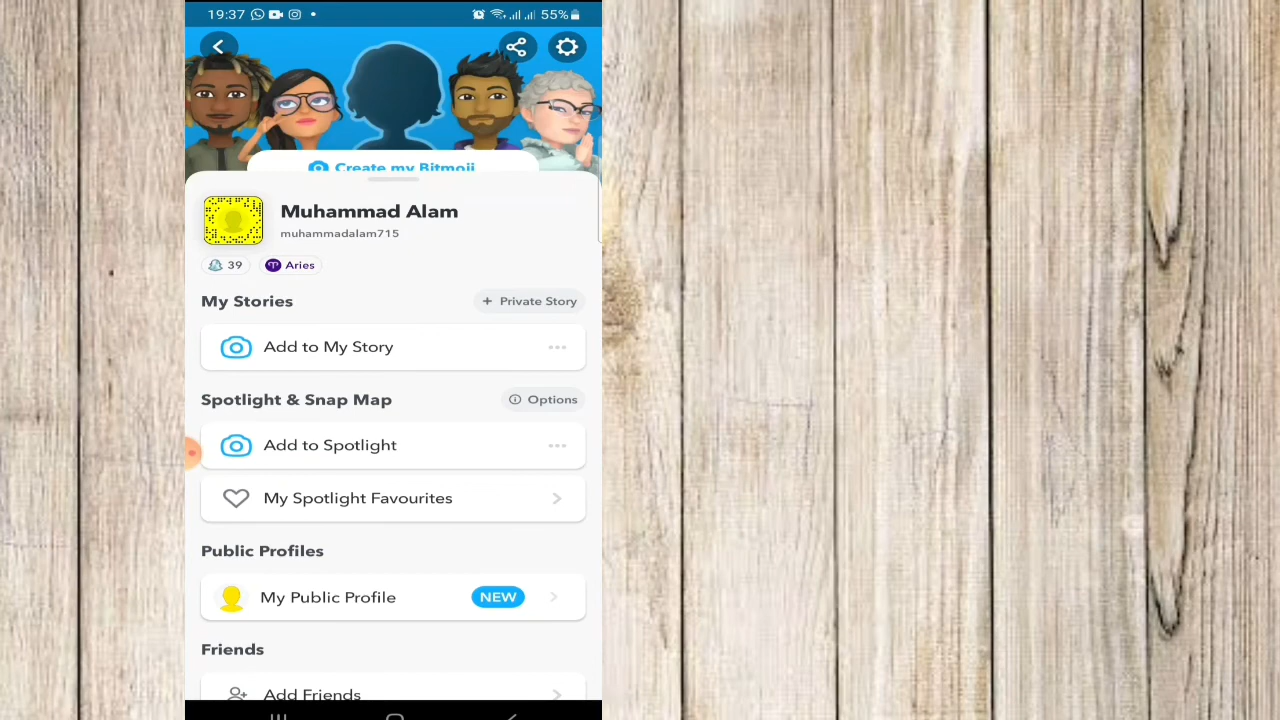 19:37
55%
Create my Bitmoji
Muhammad Alam
muhammadalam715
39
Aries
My Stories
+ Private Story
Add to My Story
Spotlight & Snap Map
Options
Add to Spotlight
My Spotlight Favourites
Public Profiles
My Public Profile
NEW
Friends
Add Friends